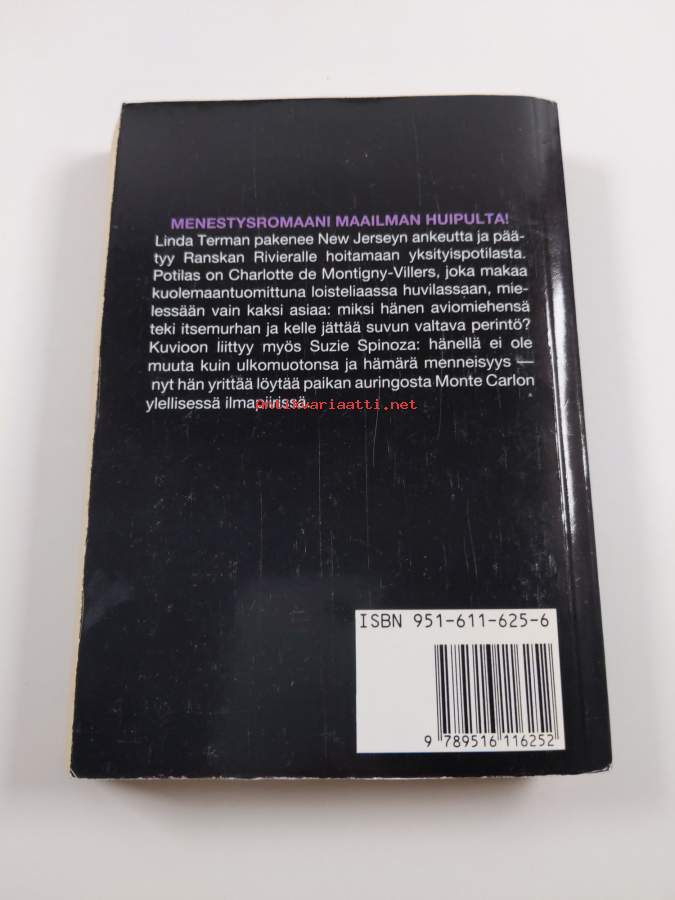 MENESTYSROMAANI MAAILMAN HUIPULTA!
Linda Terman pakenee New Jerseyn ankeutta ja pää-
tyy Ranskan Rivieralle hoitamaan yksityispotilasta.
Potilas on Charlotte de Montigny-Villers, joka makaa
kuolemaantuomittuna loisteliaassa huvilassaan, mie-
lessään vain kaksi asiaa: miksi hänen aviomiehensä
teki itsemurhan ja kelle jättää suvun valtava perintö?
Kuvioon liittyy myös Suzie Spinoza: hänellä ei ole
muuta kuin ulkomuotonsa ja hämärä menneisyys —
nyt hän yrittää löytää paikan auringosta Monte Carlon
ylellisessä ilmapiirissä.
Antikvariaatti.net
ISBN 951-611-625-6
9 789516 116252